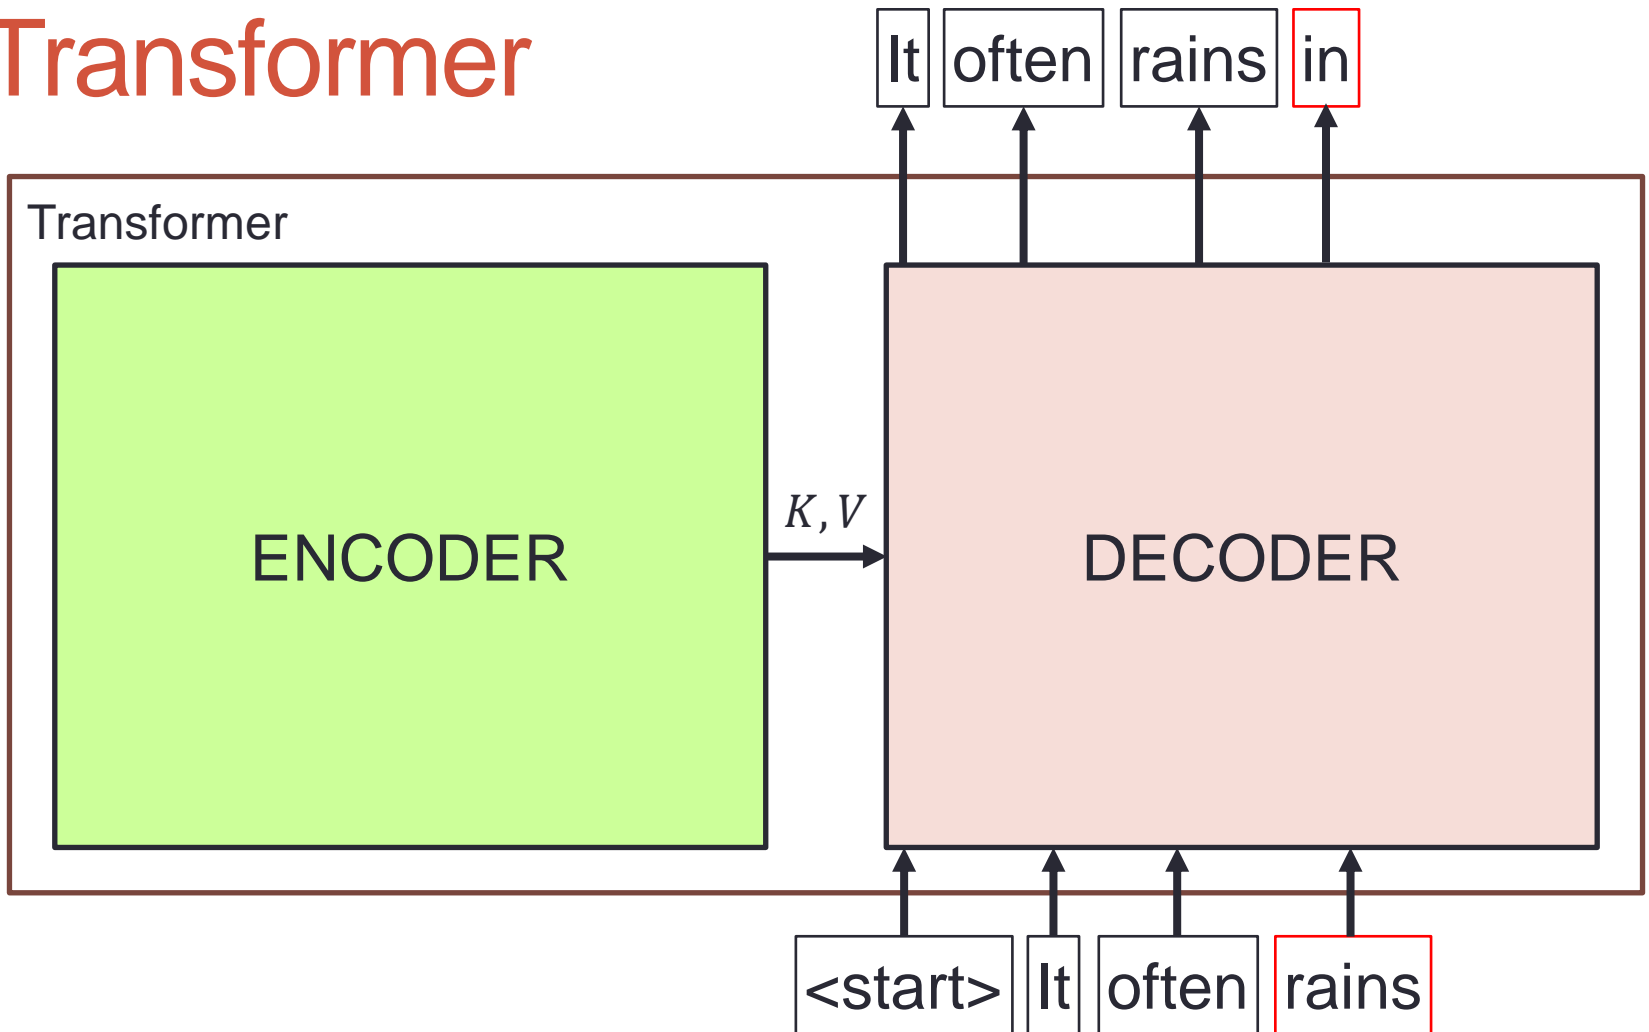 Transformer
It often rains in
Transformer
ENCODER
K, V
DECODER
<start> It often rains